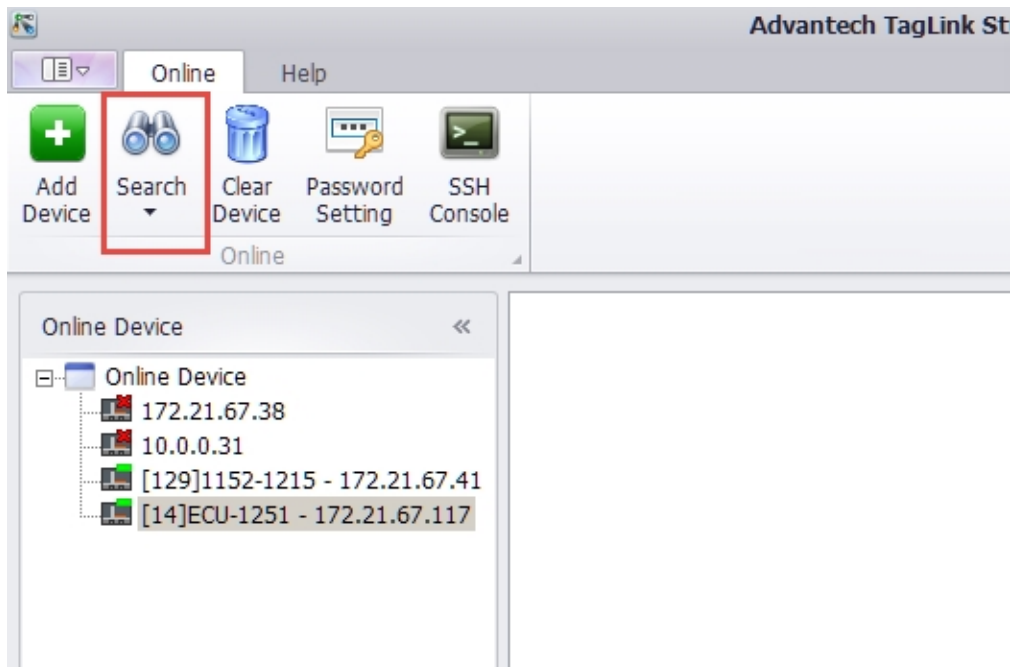 Advantech TagLink St
Online Help
Add Device
Search
Clear Device
Password Setting
SSH Console
Online
Online Device
Online Device
172.21.67.38
10.0.0.31
[129]1152-1215 - 172.21.67.41
[14]ECU-1251 - 172.21.67.117